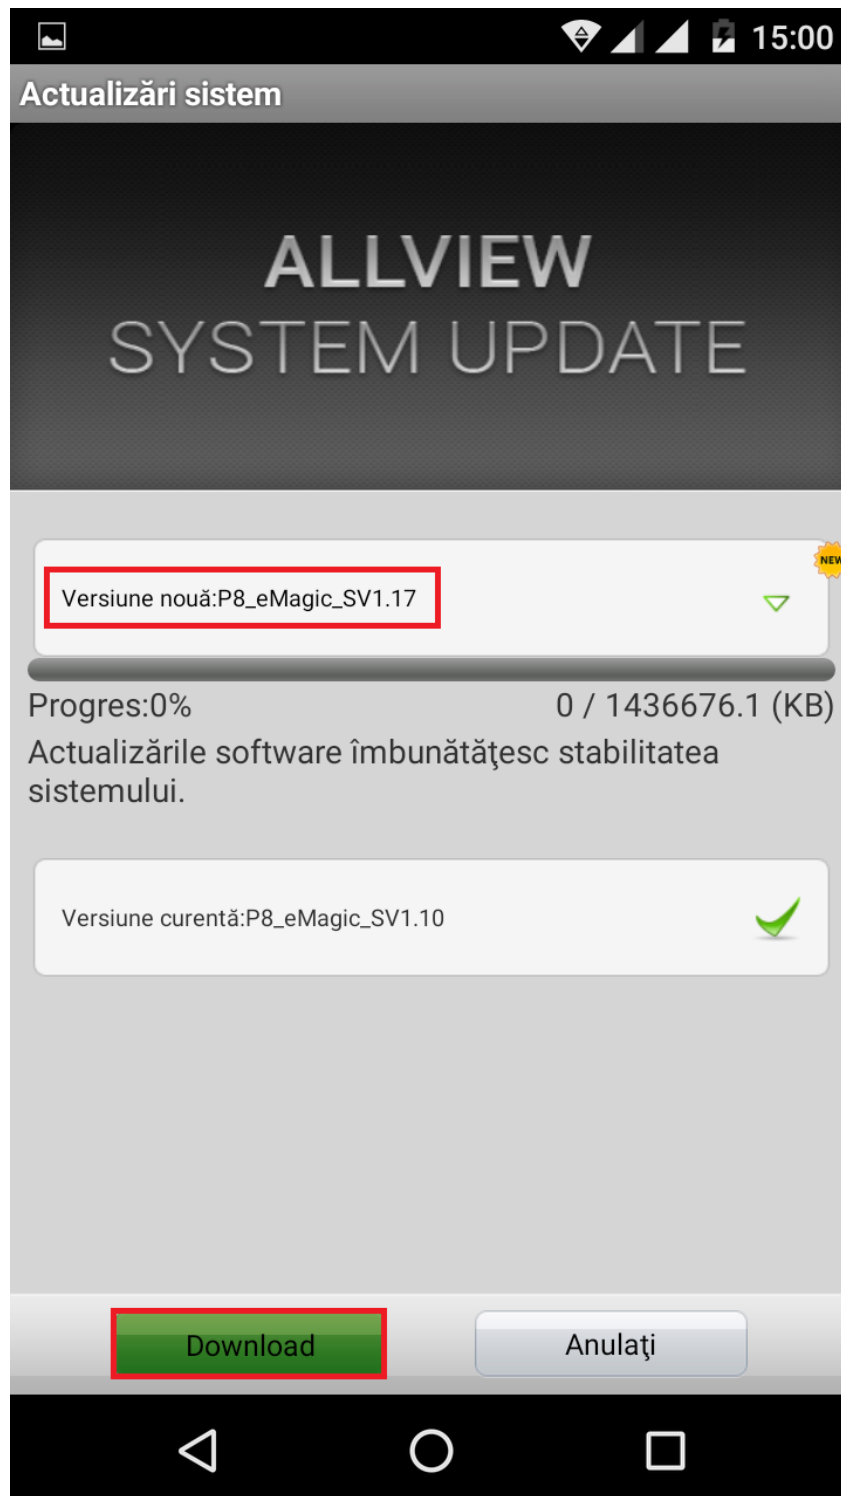 15:00
Actualizări sistem
ALLVIEW
SYSTEM UPDATE
NEW
Versiune nouă:P8_eMagic_SV1.17
Progres:0% 0 / 1436676.1 (KB)
Actualizările software îmbunătăţesc stabilitatea
sistemului.
Versiune curentă:P8_eMagic_SV1.10
Download Anulaţi